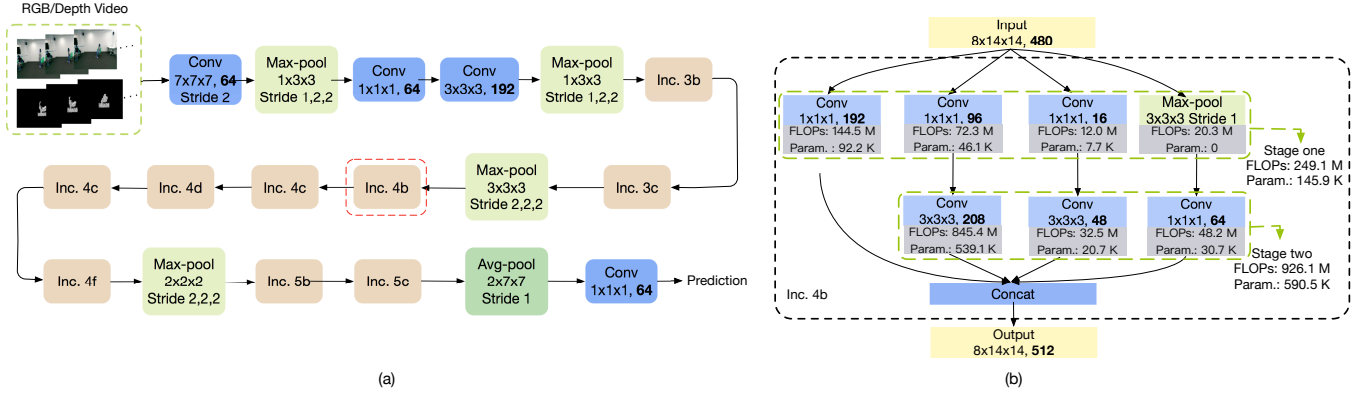 RGB/Depth Video
Conv
7x7x7, 64
Stride 2
Max-pool
1x3x3
Stride 1,2,2
Conv
1x1x1, 64
Conv
3x3x3, 192
Max-pool
1x3x3
Stride 1,2,2
Inc. 3b
Inc. 4c
Inc. 4d
Inc. 4c
Inc. 4b
Max-pool
3x3x3
Stride 2,2,2
Inc. 3c
Inc. 4f
Max-pool
2x2x2
Stride 2,2,2
Inc. 5b
Inc. 5c
Avg-pool
2x7x7
Stride 1
Conv
1x1x1, 64
Prediction
(a)
Input
8x14x14, 480
Conv
1x1x1, 192
FLOPs: 144.5 M
Param. : 92.2 K
Conv
1x1x1, 96
FLOPs: 72.3 M
Param.: 46.1 K
Conv
1x1x1, 16
FLOPs: 12.0 M
Param.: 7.7 K
Max-pool
3x3x3 Stride 1
FLOPs: 20.3 M
Param.: 0
Stage one
FLOPs: 249.1 M
Param.: 145.9 K
Conv
3x3x3, 208
FLOPs: 845.4 M
Param.: 539.1 K
Conv
3x3x3, 48
FLOPs: 32.5 M
Param.: 20.7 K
Conv
1x1x1, 64
FLOPs: 48.2 M
Param.: 30.7 K
Stage two
FLOPs: 926.1 M
Param.: 590.5 K
Inc. 4b
Concat
Output
8x14x14, 512
(b)